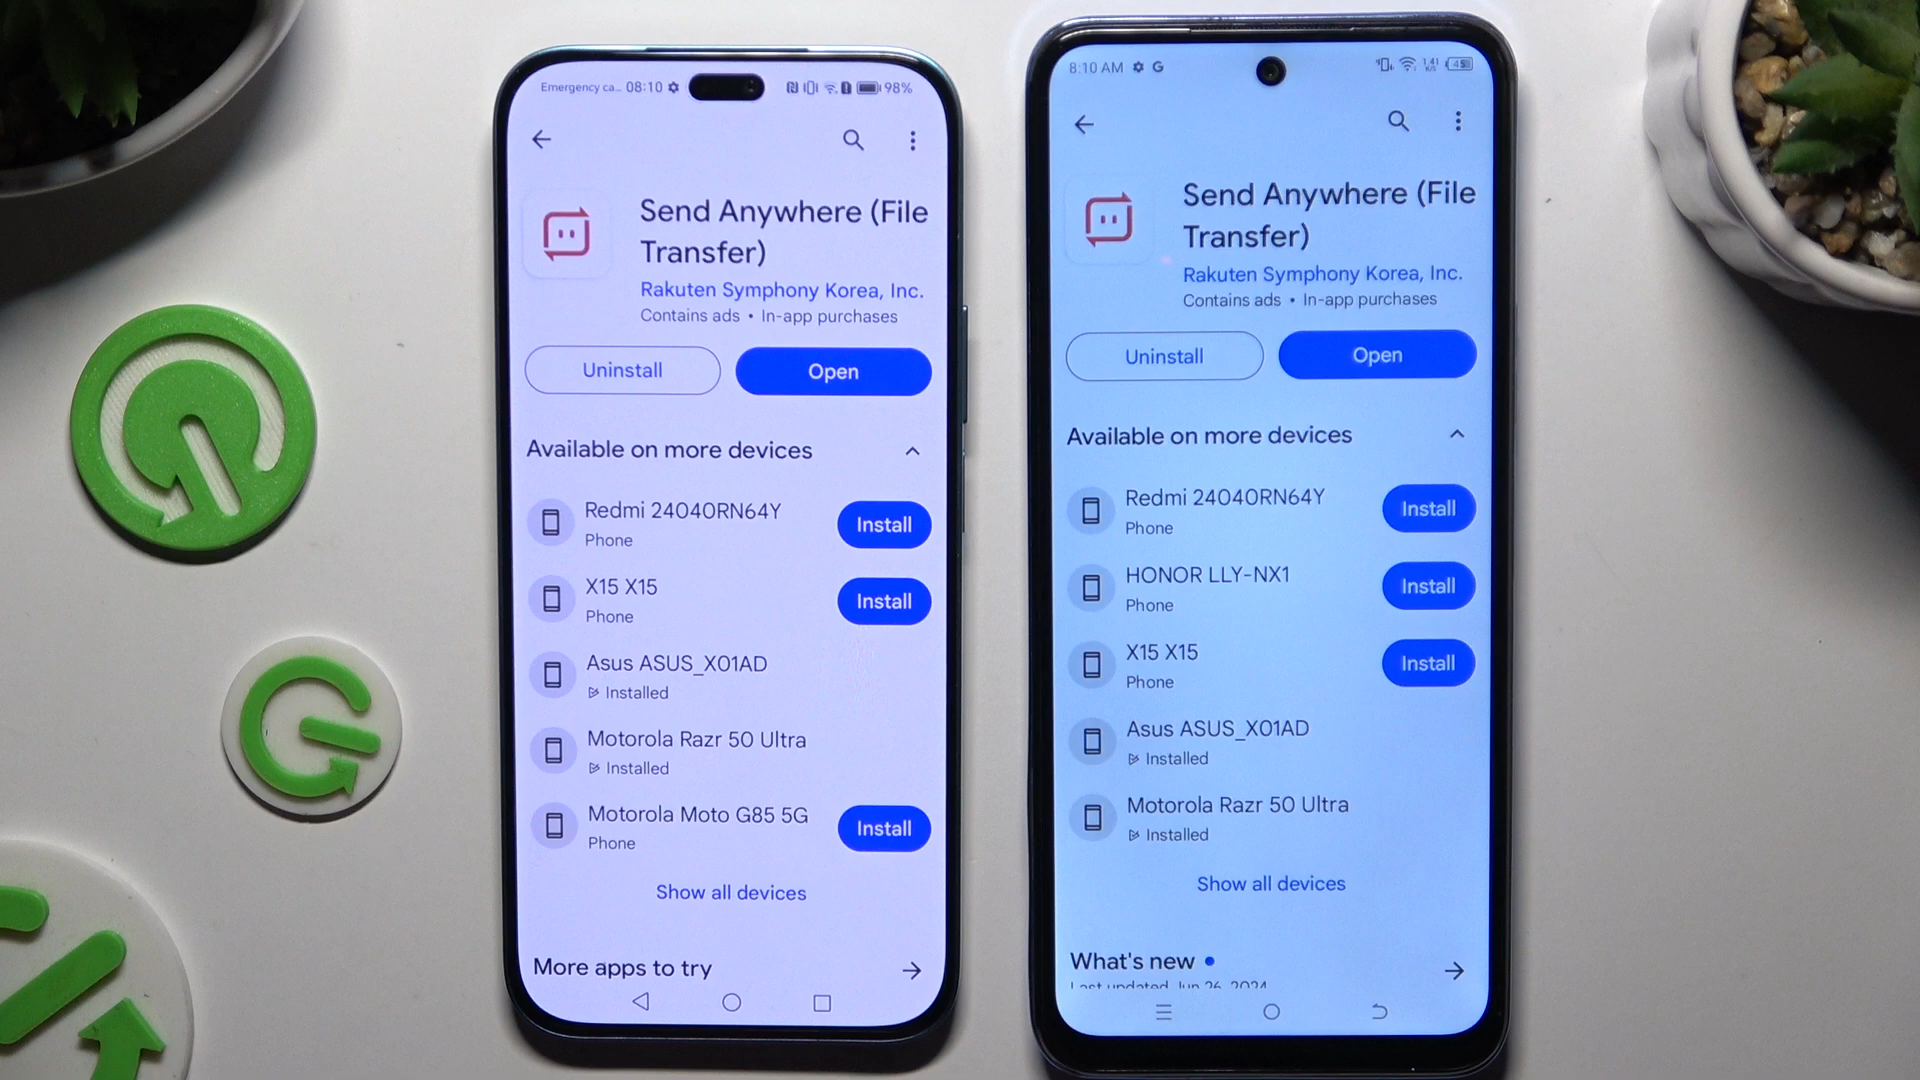 Emergency ca... 08:10 98%
Send Anywhere (File
Transfer)
Rakuten Symphony Korea, Inc.
Contains ads • In-app purchases
Uninstall
Open
Available on more devices
Redmi 24040RN64Y
Phone
Install
X15 X15
Phone
Install
Asus ASUS_X01AD
Installed
Motorola Razr 50 Ultra
Installed
Motorola Moto G85 5G
Phone
Install
Show all devices
More apps to try
8:10 AM G
Send Anywhere (File
Transfer)
Rakuten Symphony Korea, Inc.
Contains ads • In-app purchases
Uninstall
Open
Available on more devices
Redmi 24040RN64Y
Phone
Install
HONOR LLY-NX1
Phone
Install
X15 X15
Phone
Install
Asus ASUS_X01AD
Installed
Motorola Razr 50 Ultra
Installed
Show all devices
What's new
Last updated Jun 26, 2024